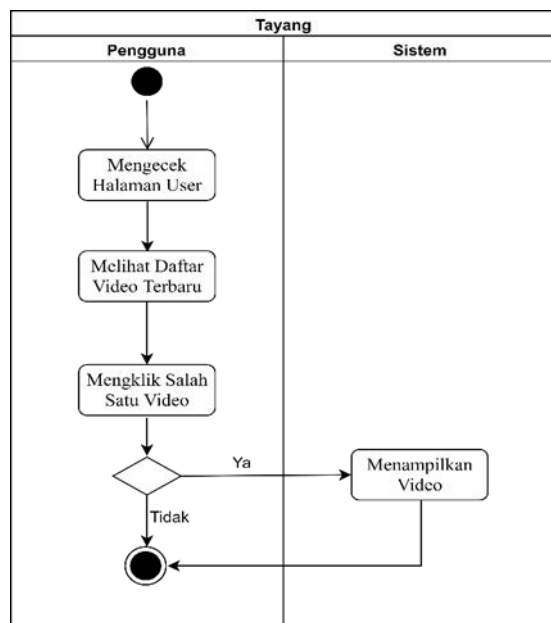 Tayang
Pengguna
Sistem
Mengecek
Halaman User
Melihat Daftar
Video Terbaru
Mengklik Salah
Satu Video
Ya
Menampilkan
Video
Tidak